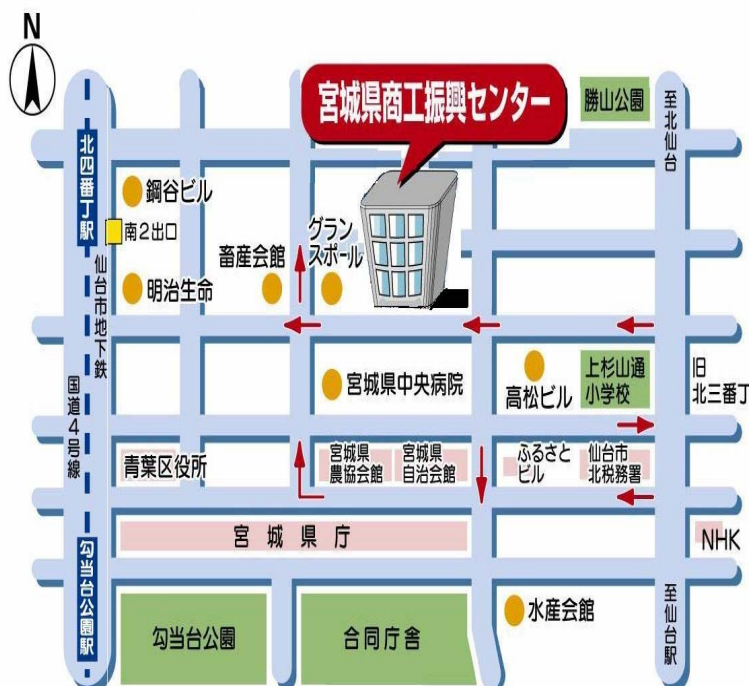 N
宮城県商工振興センター
勝山公園
至北仙台
北四番丁駅
鋼谷ビル
南2出口
グラン
スポール
畜産会館
明治生命
仙台市地下鉄
国道4号線
宮城県中央病院
高松ビル
上杉山通
小学校
旧
北三番丁
青葉区役所
宮城県
農協会館
宮城県
自治会館
ふるさと
ビル
仙台市
北税務署
宮城県庁
NHK
勾当台公園駅
勾当台公園
合同庁舎
水産会館
至仙台駅